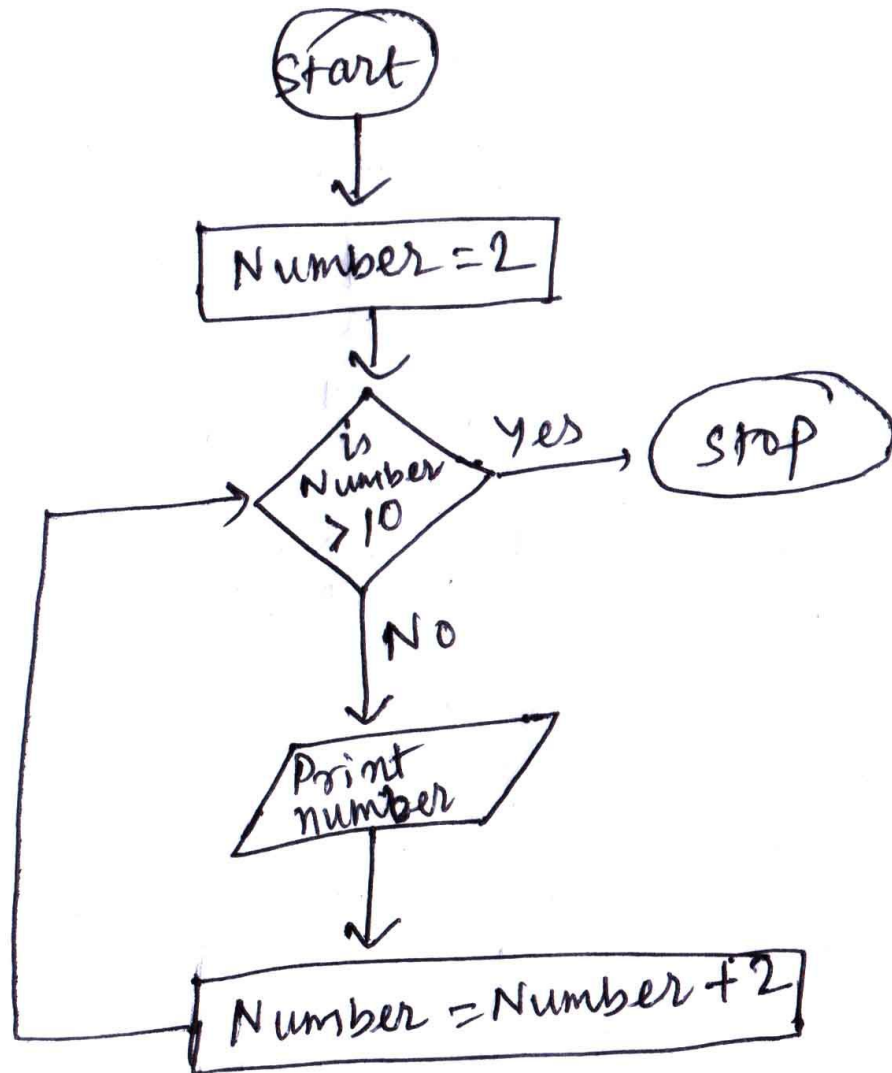 Start
Number = 2
is
Number
> 10
Yes
Stop
No
Print
number
Number = Number + 2